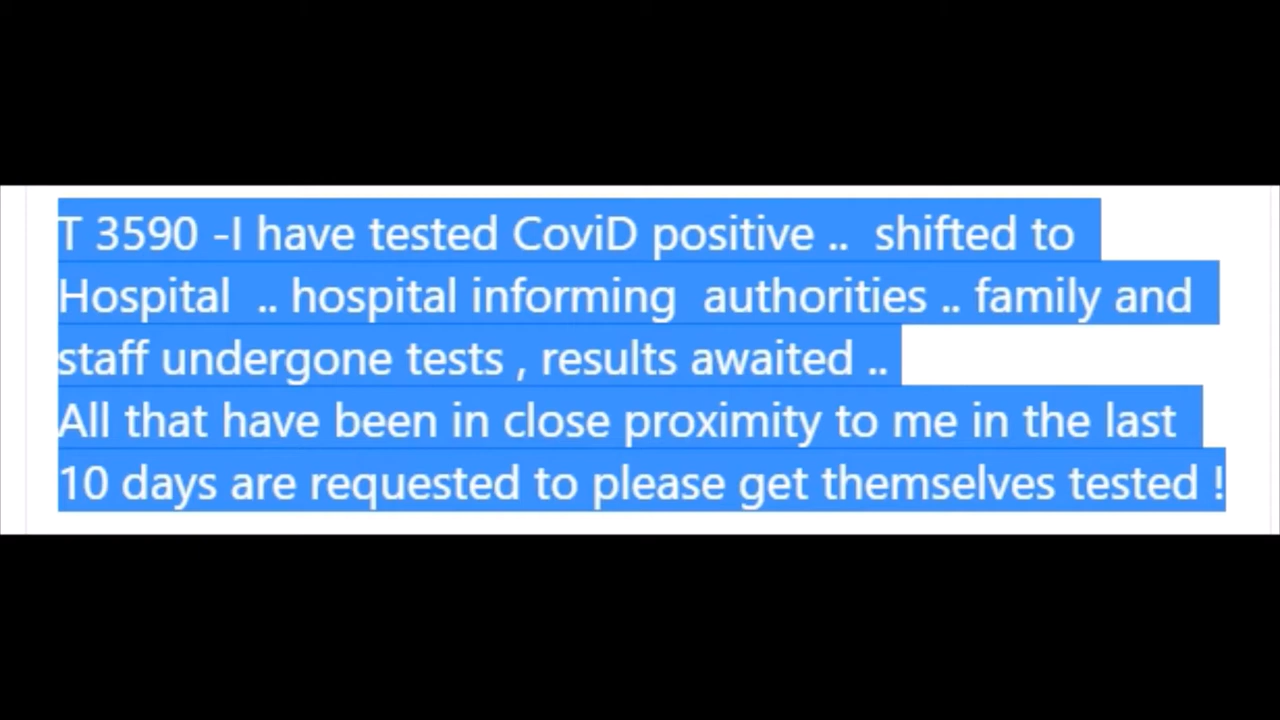 T 3590 -I have tested CoviD positive ..  shifted to
Hospital  .. hospital informing  authorities .. family and
staff undergone tests , results awaited ..
All that have been in close proximity to me in the last
10 days are requested to please get themselves tested !